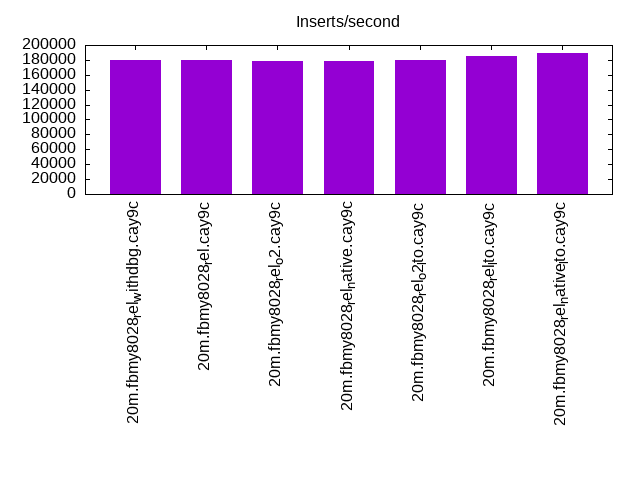 Inserts/second
200000
180000
160000
140000
120000
100000
80000
60000
40000
20000
0
20m.fbmy8028relwithdbg.cay9c
20m.fbmy8028rel.cay9c
20m.fbmy8028relo2.cay9c
20m.fbmy8028relnative.cay9c
20m.fbmy8028relo2lto.cay9c
20m.fbmy8028rellto.cay9c
20m.fbmy8028relnativelto.cay9c